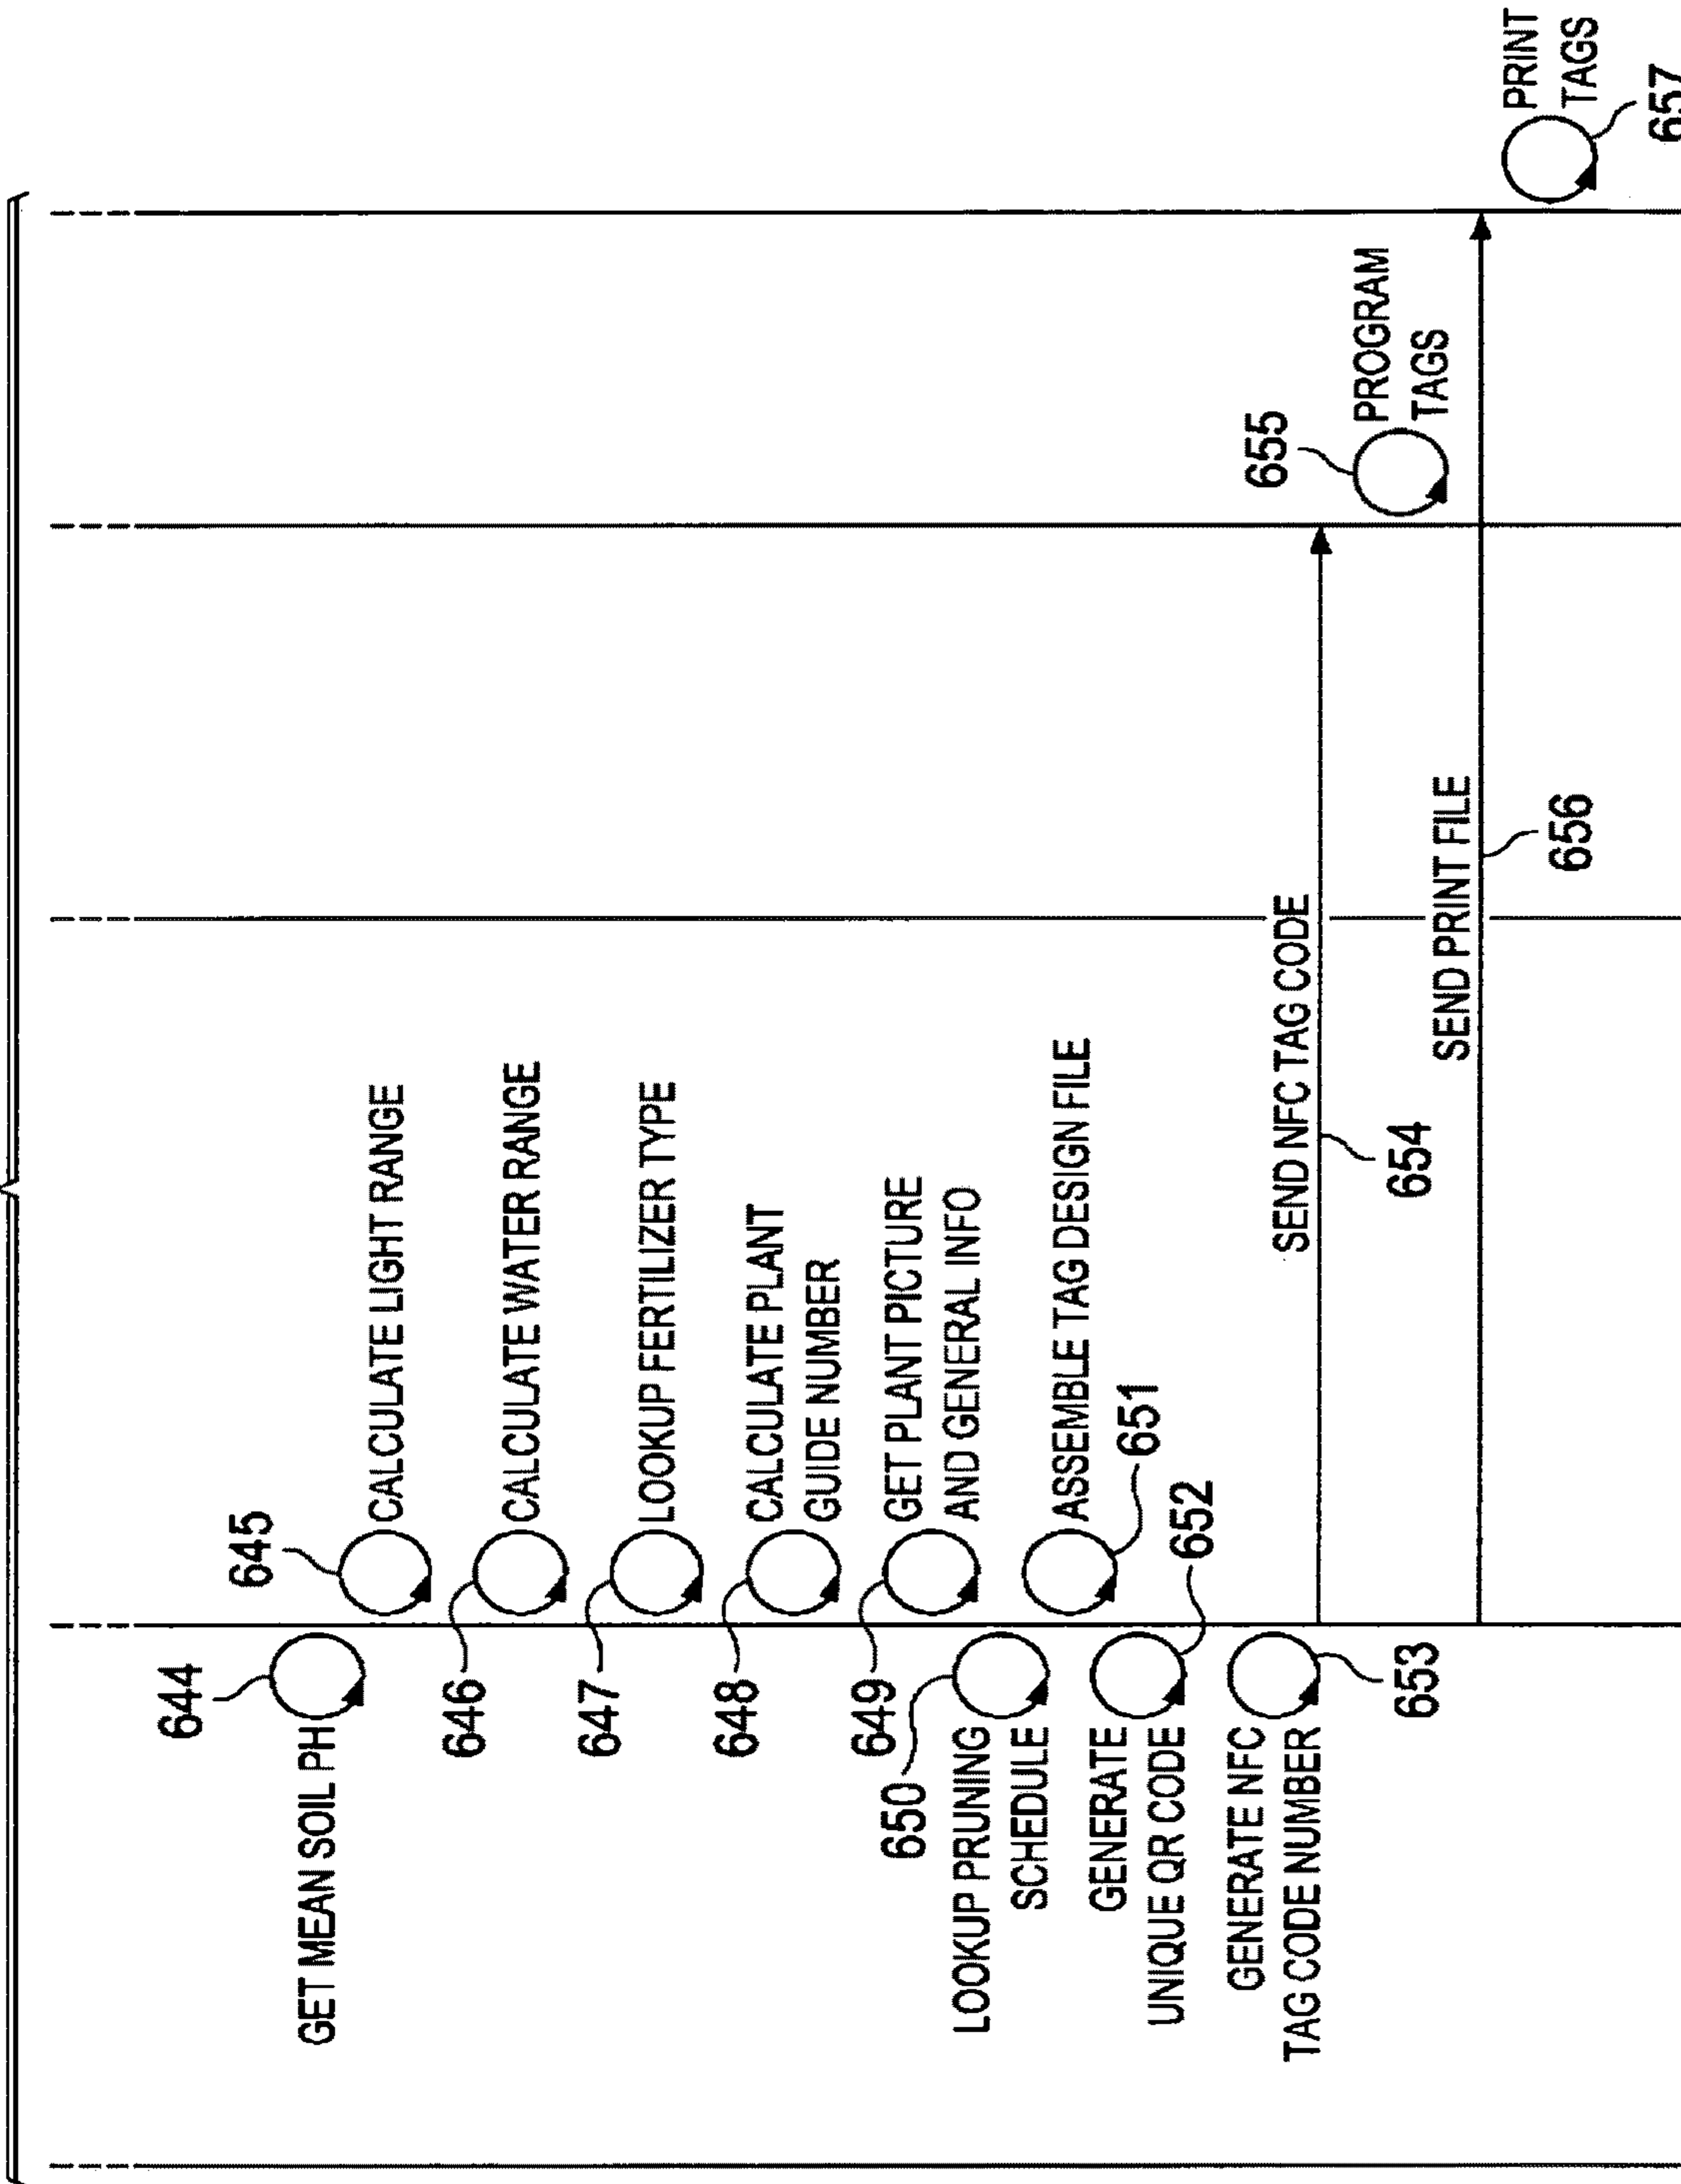 644
GET MEAN SOIL PH
645
CALCULATE LIGHT RANGE
646
CALCULATE WATER RANGE
647
LOOKUP FERTILIZER TYPE
648
CALCULATE PLANT
GUIDE NUMBER
649
GET PLANT PICTURE
AND GENERAL INFO
650
LOOKUP PRUNING
SCHEDULE
ASSEMBLE TAG DESIGN FILE
651
GENERATE
UNIQUE QR CODE
652
GENERATE NFC
TAG CODE NUMBER
653
SEND NFC TAG CODE
654
655
PROGRAM
TAGS
SEND PRINT FILE
656
PRINT
TAGS
657